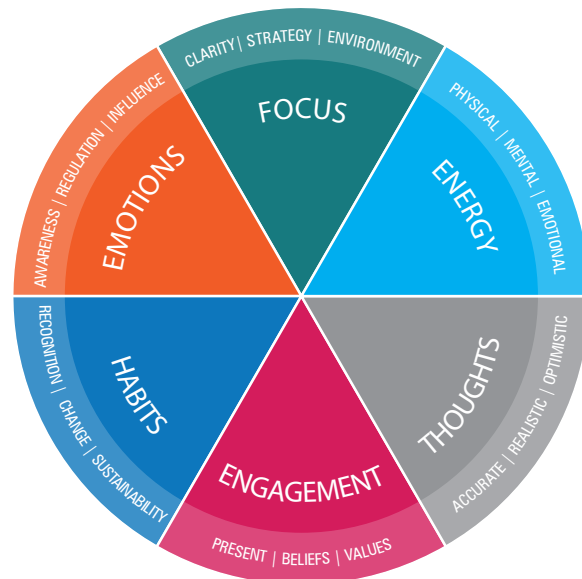 CLARITY | STRATEGY | ENVIRONMENT
FOCUS
PHYSICAL | MENTAL | EMOTIONAL
ENERGY
ACCURATE | REALISTIC | OPTIMISTIC
THOUGHTS
ENGAGEMENT
PRESENT | BELIEFS | VALUES
RECOGNITION | CHANGE | SUSTAINABILITY
HABITS
AWARENESS | REGULATION | INFLUENCE
EMOTIONS